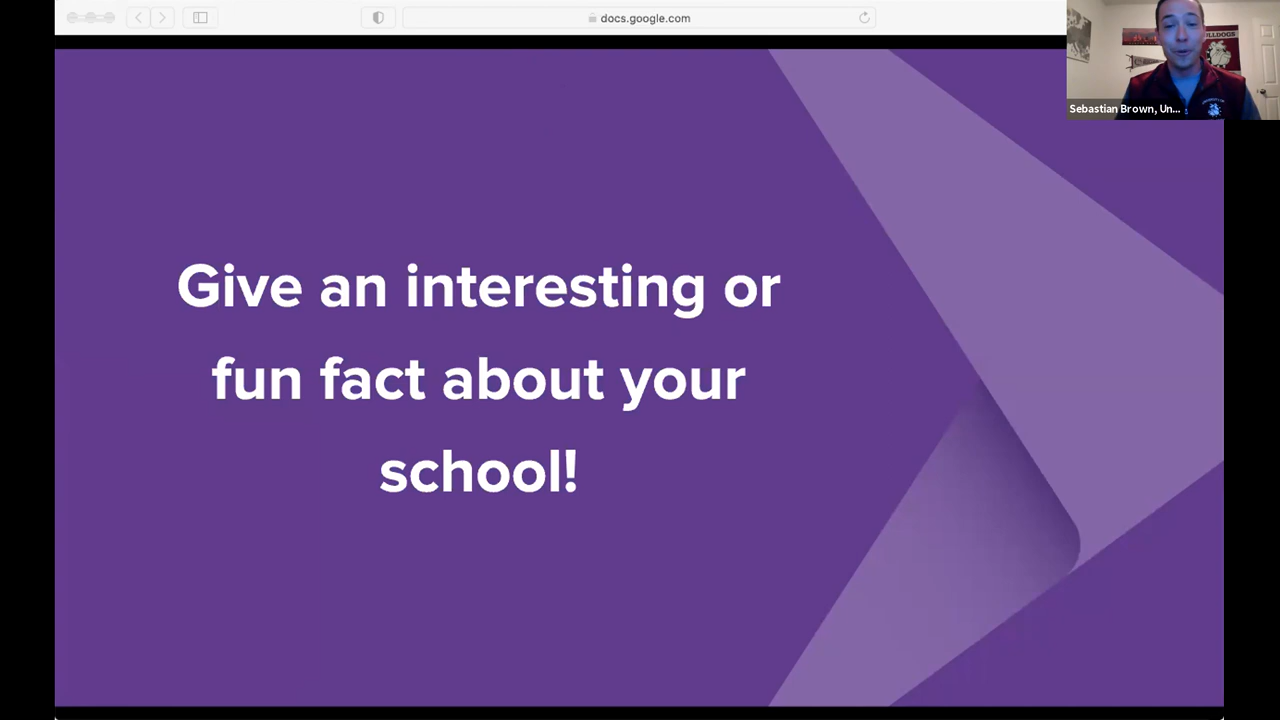 docs.google.com
Sebastian Brown, Un...
Give an interesting or
fun fact about your
school!